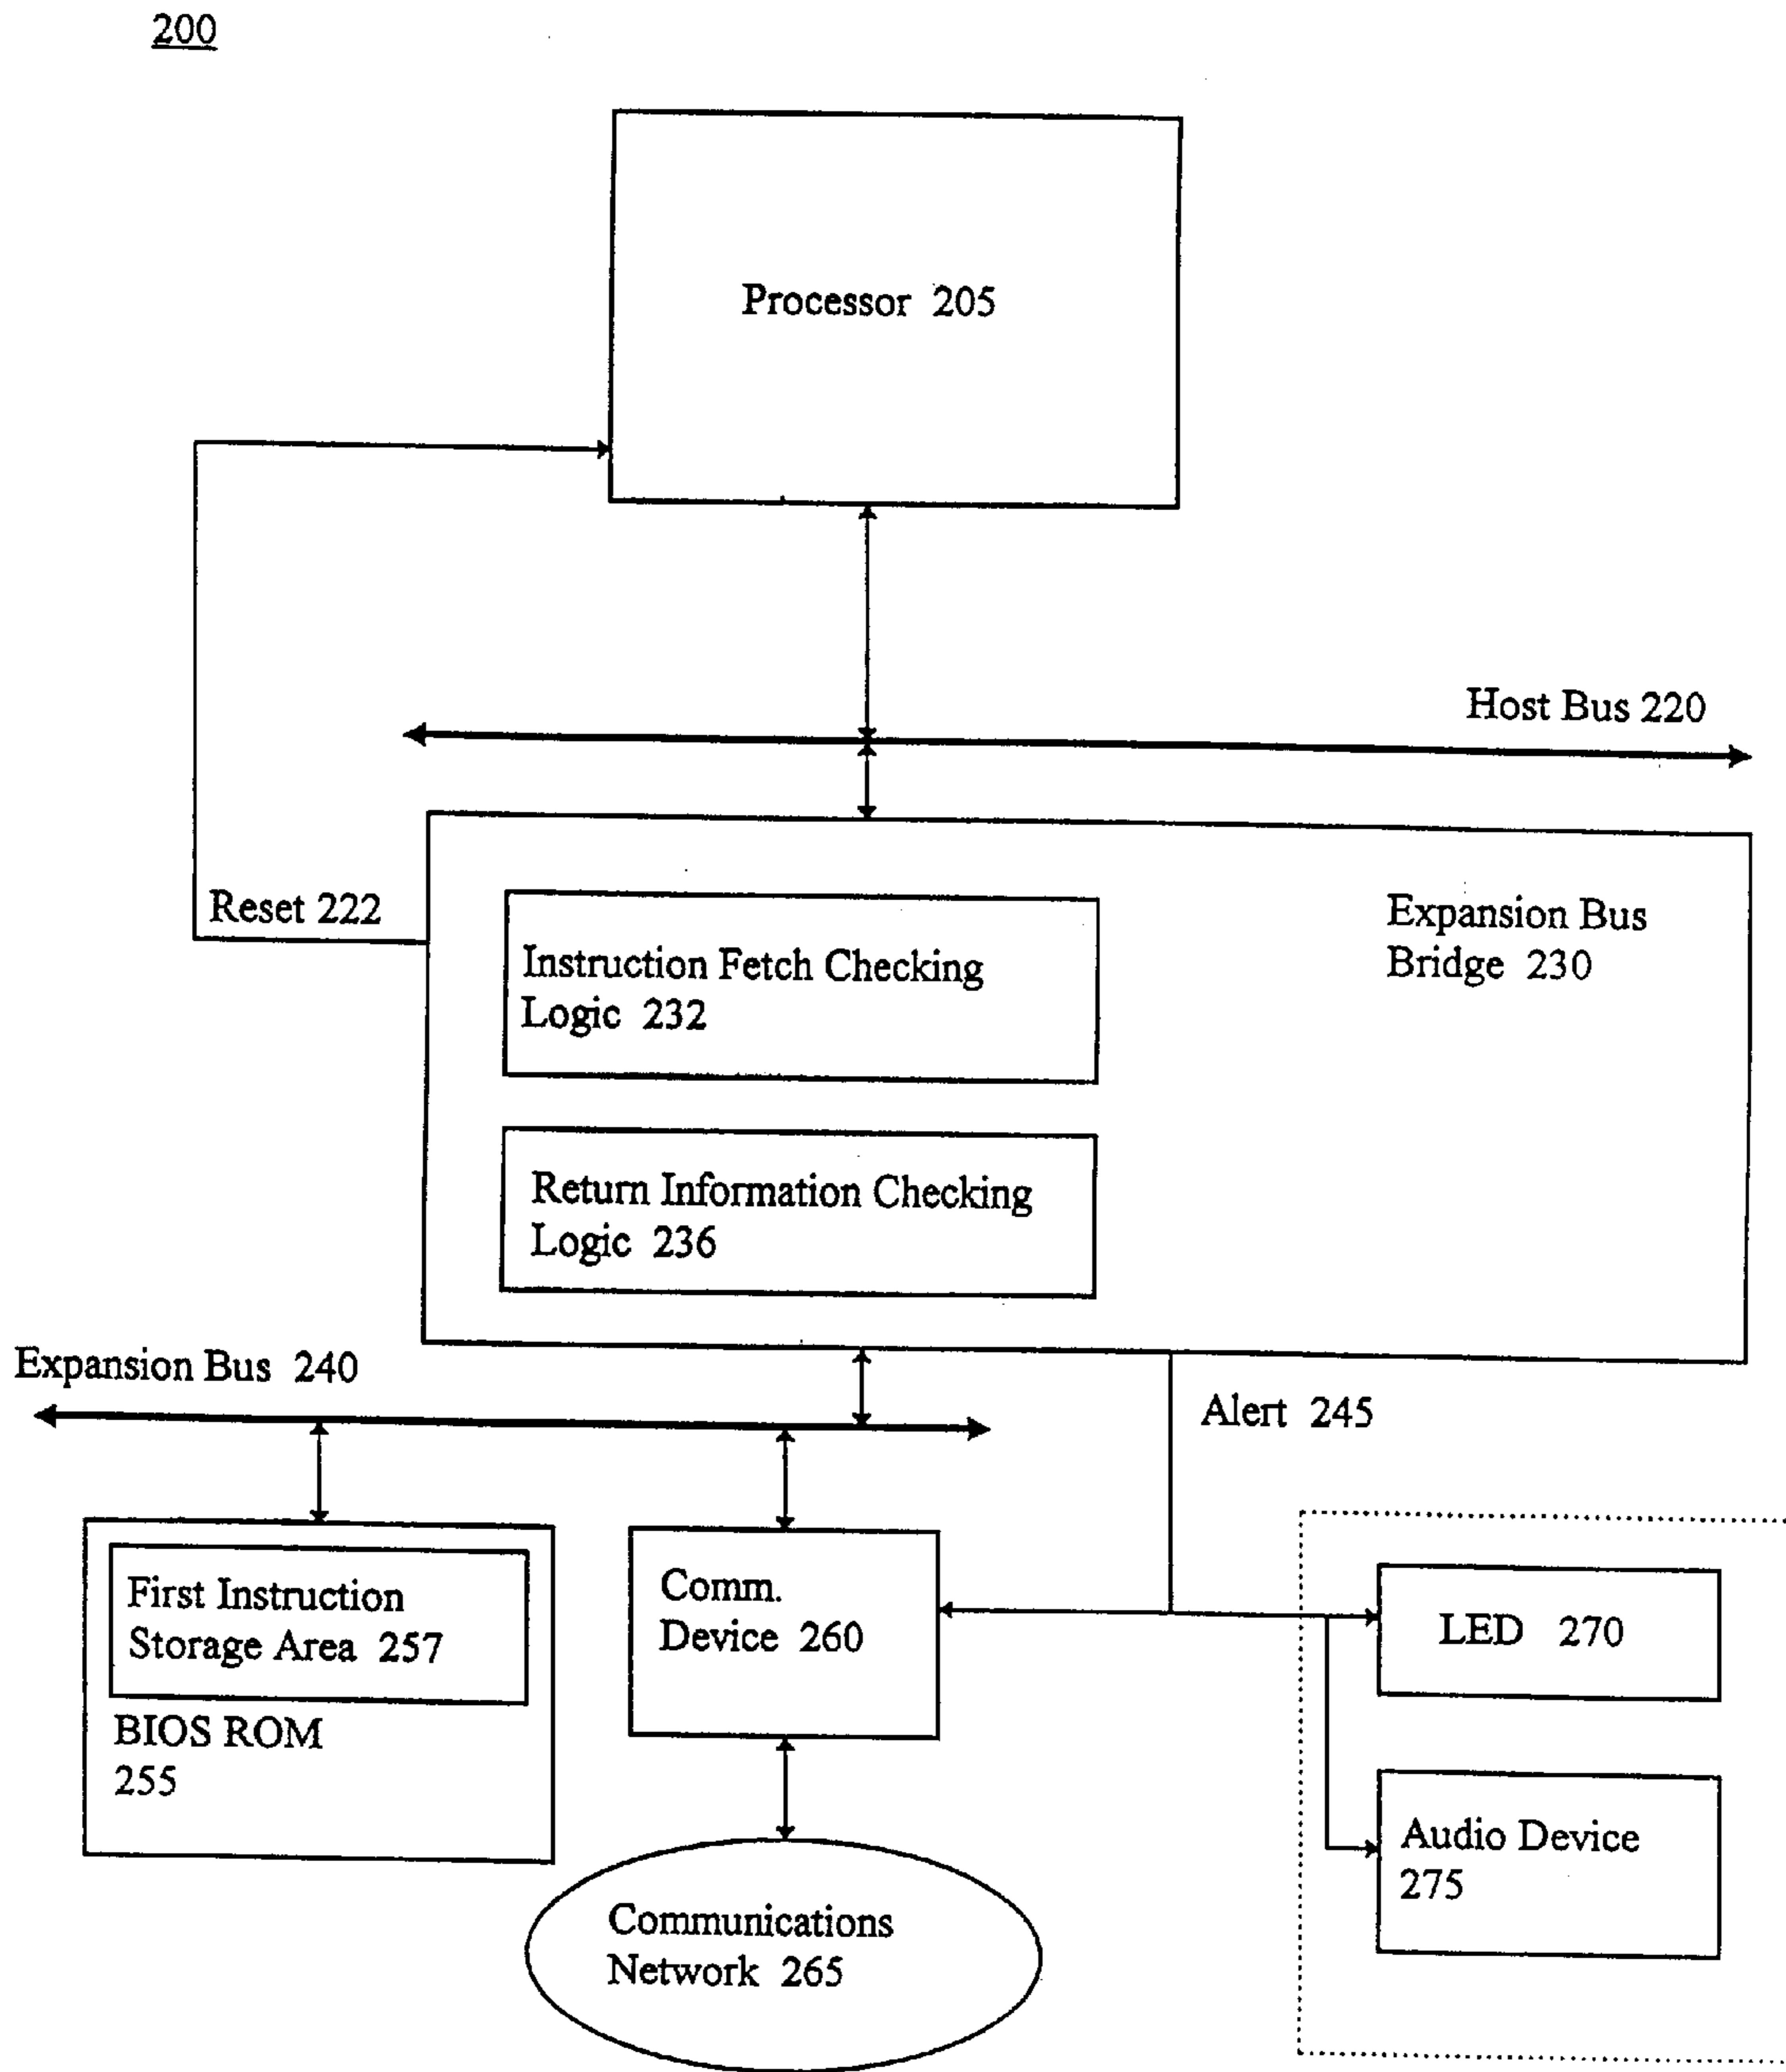 200
Processor 205
Host Bus 220
Reset 222
Expansion Bus
Bridge 230
Instruction Fetch Checking
Logic 232
Return Information Checking
Logic 236
Expansion Bus 240
Alert 245
First Instruction
Storage Area 257
BIOS ROM
255
Comm.
Device 260
LED 270
Audio Device
275
Communications
Network 265